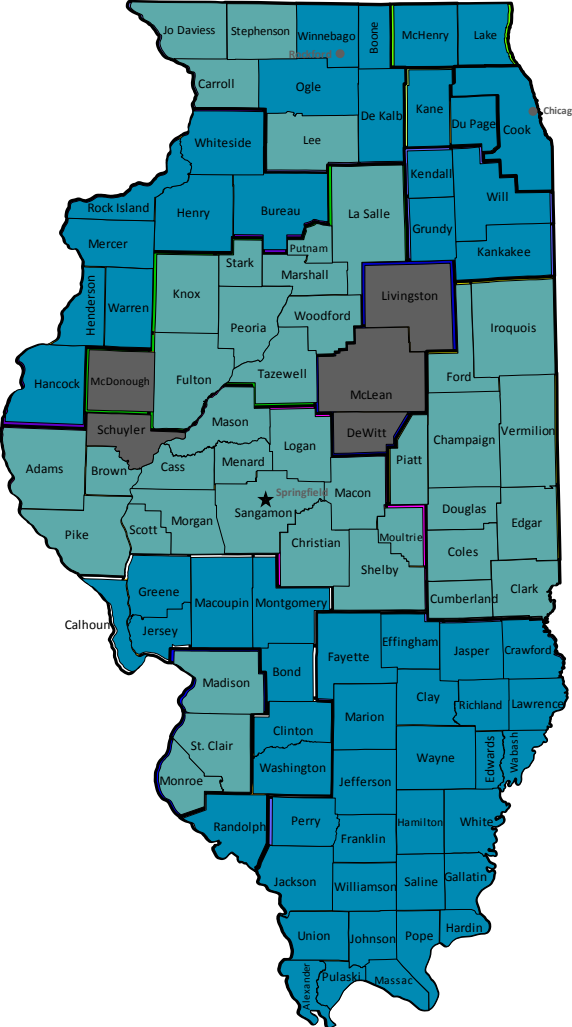 Jo Daviess
Stephenson
Winnebago
Boone
McHenry
Lake
Rockford
Carroll
Ogle
De Kalb
Kane
Du Page
Cook
Chicag
Whiteside
Lee
Kendall
Will
Rock Island
Henry
Bureau
La Salle
Grundy
Mercer
Putnam
Kankakee
Stark
Marshall
Henderson
Warren
Knox
Livingston
Peoria
Woodford
Iroquois
Hancock
McDonough
Fulton
Tazewell
McLean
Ford
Schuyler
Mason
Logan
DeWitt
Champaign
Vermilion
Adams
Brown
Cass
Menard
Piatt
Springfield
Macon
Sangamon
Douglas
Edgar
Pike
Scott
Morgan
Christian
Moultrie
Coles
Shelby
Clark
Cumberland
Greene
Macoupin
Montgomery
Calhoun
Jersey
Fayette
Effingham
Jasper
Crawford
Madison
Bond
Clay
Richland
Lawrence
Marion
Clinton
St. Clair
Wayne
Edwards
Wabash
Washington
Jefferson
Monroe
Randolph
Perry
Hamilton
White
Franklin
Jackson
Williamson
Saline
Gallatin
Union
Johnson
Pope
Hardin
Alexander
Pulaski
Massac